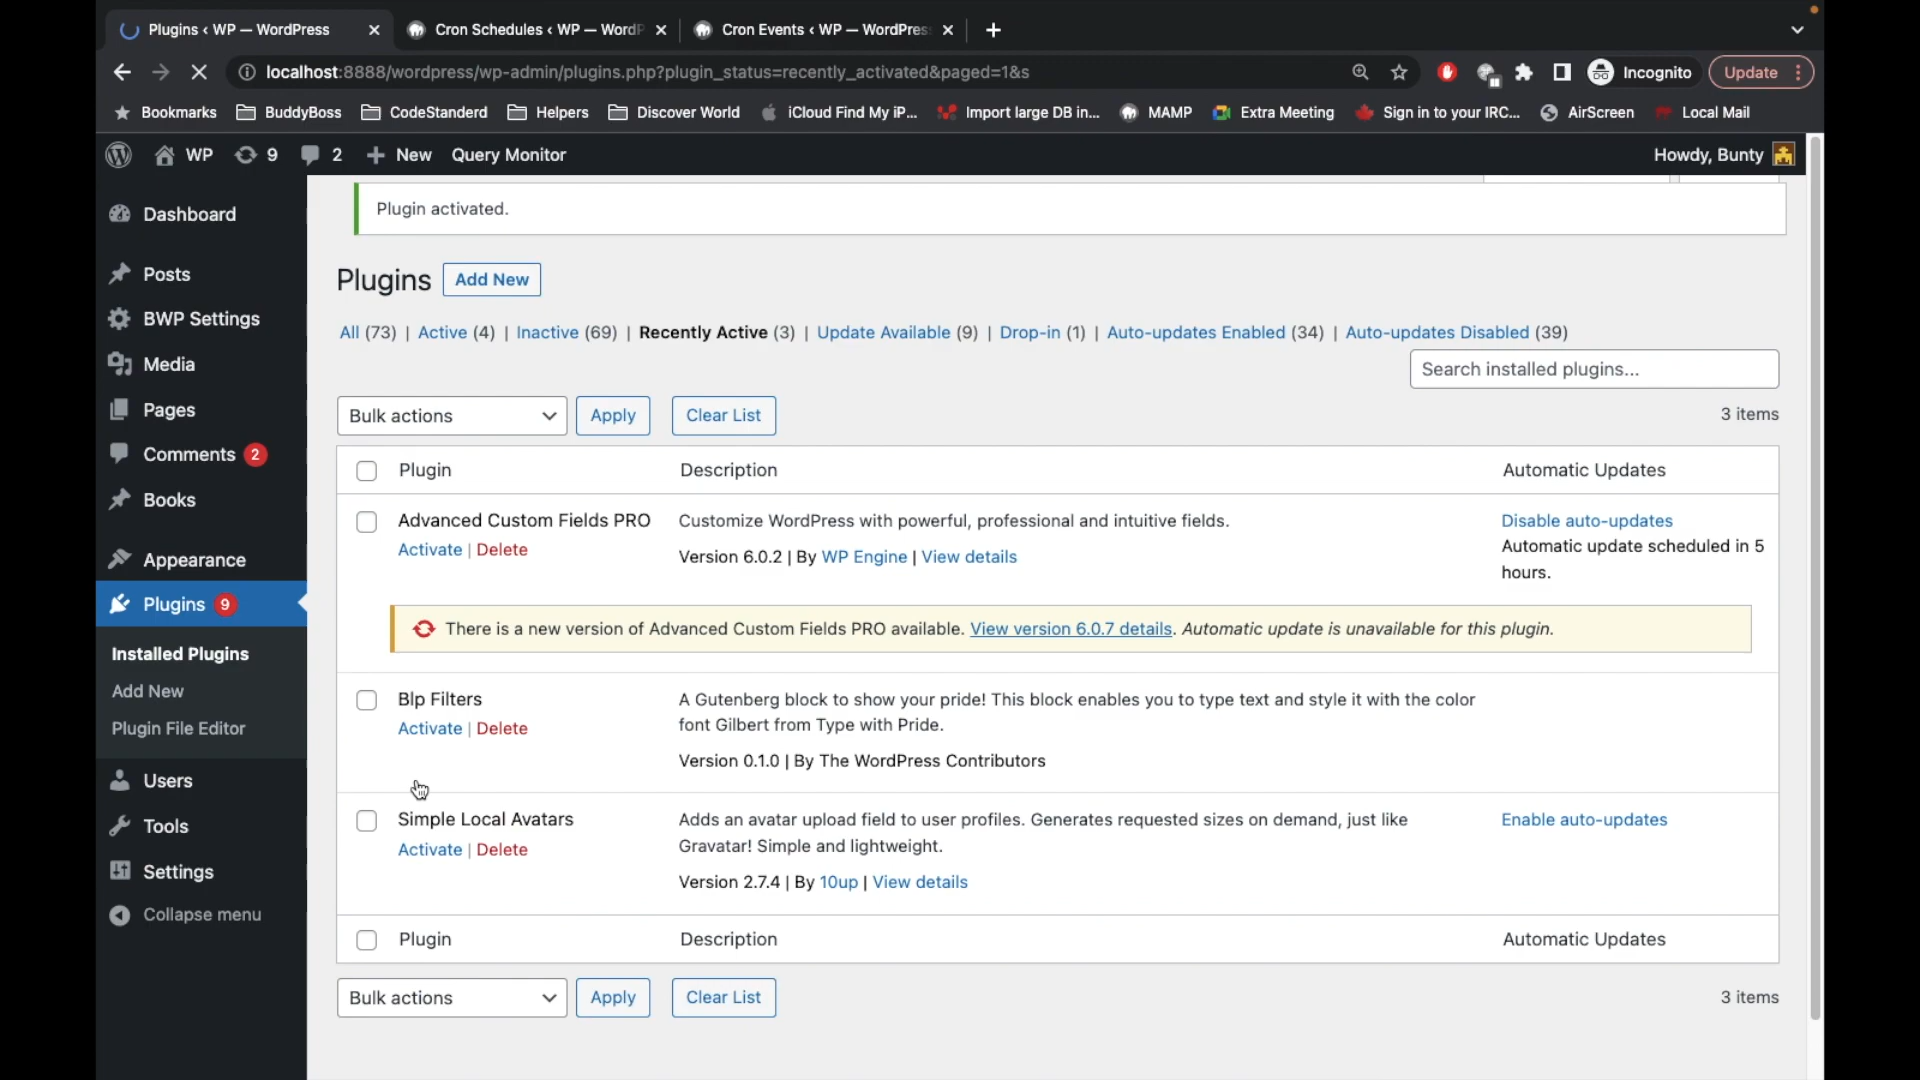 Plugins ‹ WP — WordPress
Cron Schedules ‹ WP — WordP
Cron Events ‹ WP — WordPres
localhost:8888/wordpress/wp-admin/plugins.php?plugin_status=recently_activated&paged=1&s
Incognito
Update
Bookmarks
BuddyBoss
CodeStanderd
Helpers
Discover World
iCloud Find My iP...
Import large DB in...
MAMP
Extra Meeting
Sign in to your IRC...
AirScreen
Local Mail
WP
9
2
New
Query Monitor
Howdy, Bunty
Dashboard
Posts
BWP Settings
Media
Pages
Comments 2
Books
Appearance
Plugins 9
Installed Plugins
Add New
Plugin File Editor
Users
Tools
Settings
Collapse menu
Plugin activated.
Plugins Add New
All (73) | Active (4) | Inactive (69) | Recently Active (3) | Update Available (9) | Drop-in (1) | Auto-updates Enabled (34) | Auto-updates Disabled (39)
Search installed plugins...
Bulk actions Apply Clear List 3 items
Plugin Description Automatic Updates
Advanced Custom Fields PRO
Activate | Delete
Customize WordPress with powerful, professional and intuitive fields.
Version 6.0.2 | By WP Engine | View details
Disable auto-updates
Automatic update scheduled in 5
hours.
There is a new version of Advanced Custom Fields PRO available. View version 6.0.7 details. Automatic update is unavailable for this plugin.
Blp Filters
Activate | Delete
A Gutenberg block to show your pride! This block enables you to type text and style it with the color
font Gilbert from Type with Pride.
Version 0.1.0 | By The WordPress Contributors
Simple Local Avatars
Activate | Delete
Adds an avatar upload field to user profiles. Generates requested sizes on demand, just like
Gravatar! Simple and lightweight.
Version 2.7.4 | By 10up | View details
Enable auto-updates
Plugin Description Automatic Updates
Bulk actions Apply Clear List 3 items